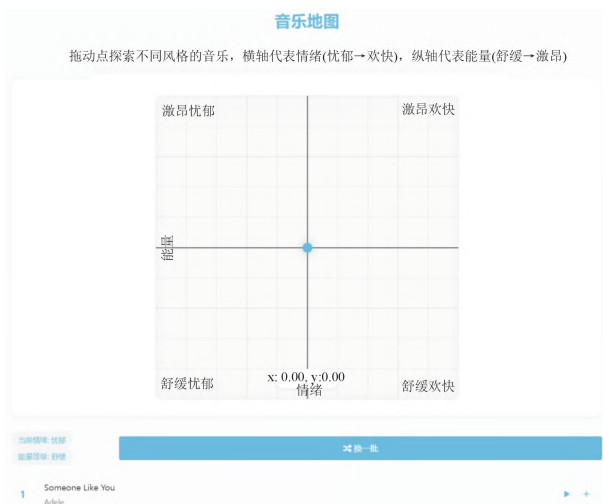 音乐地图
拖动点探索不同风格的音乐，横轴代表情绪(忧郁→欢快)，纵轴代表能量(舒缓→激昂)
激昂忧郁
激昂欢快
能量
舒缓忧郁
x: 0.00, y:0.00
舒缓欢快
情绪
当前情绪: 忧郁
能量等级: 舒缓
换一批
1
Someone Like You
Adele